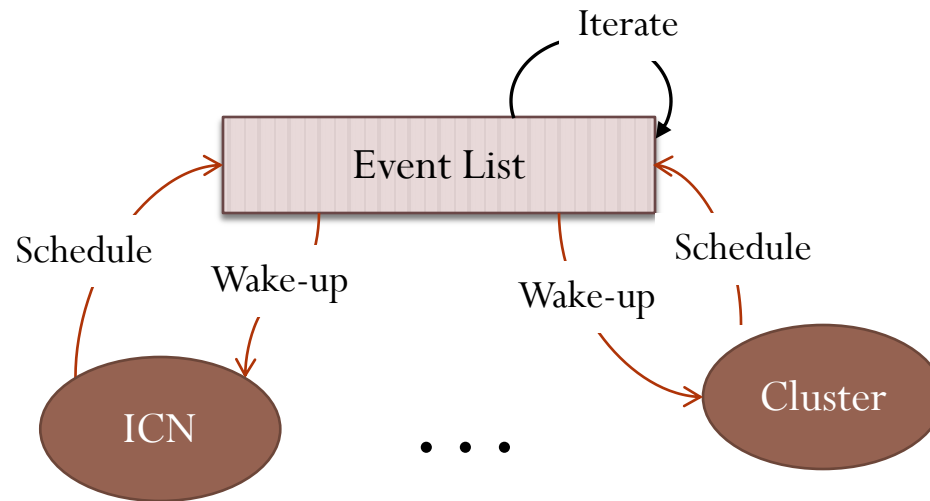 Iterate
Event List
Schedule
Schedule
Wake-up
Wake-up
Cluster
ICN
. . .